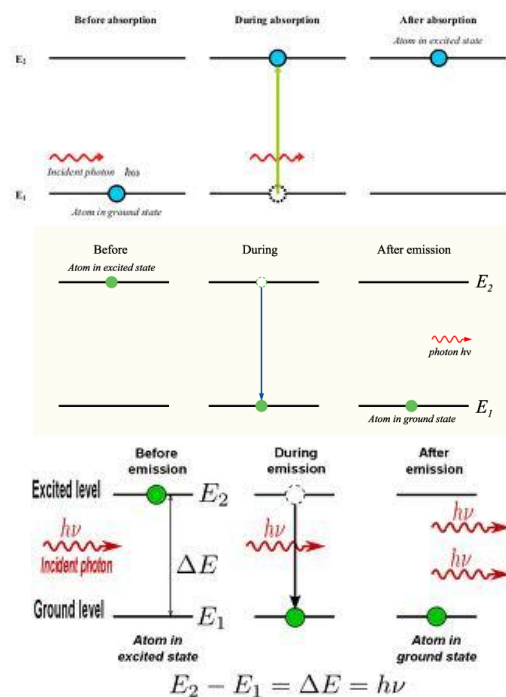 Before absorption During absorption After absorption
Atom in excited state
E₂
Incident photon ħω
E₁
Atom in ground state
Before During After emission
Atom in excited state
E₂
photon hν
E₁
Atom in ground state
Before emission During emission After emission
Excited level E₂
hν hν hν
Incident photon ΔE hν
Ground level E₁
Atom in excited state Atom in ground state
E₂ − E₁ = ΔE = hν